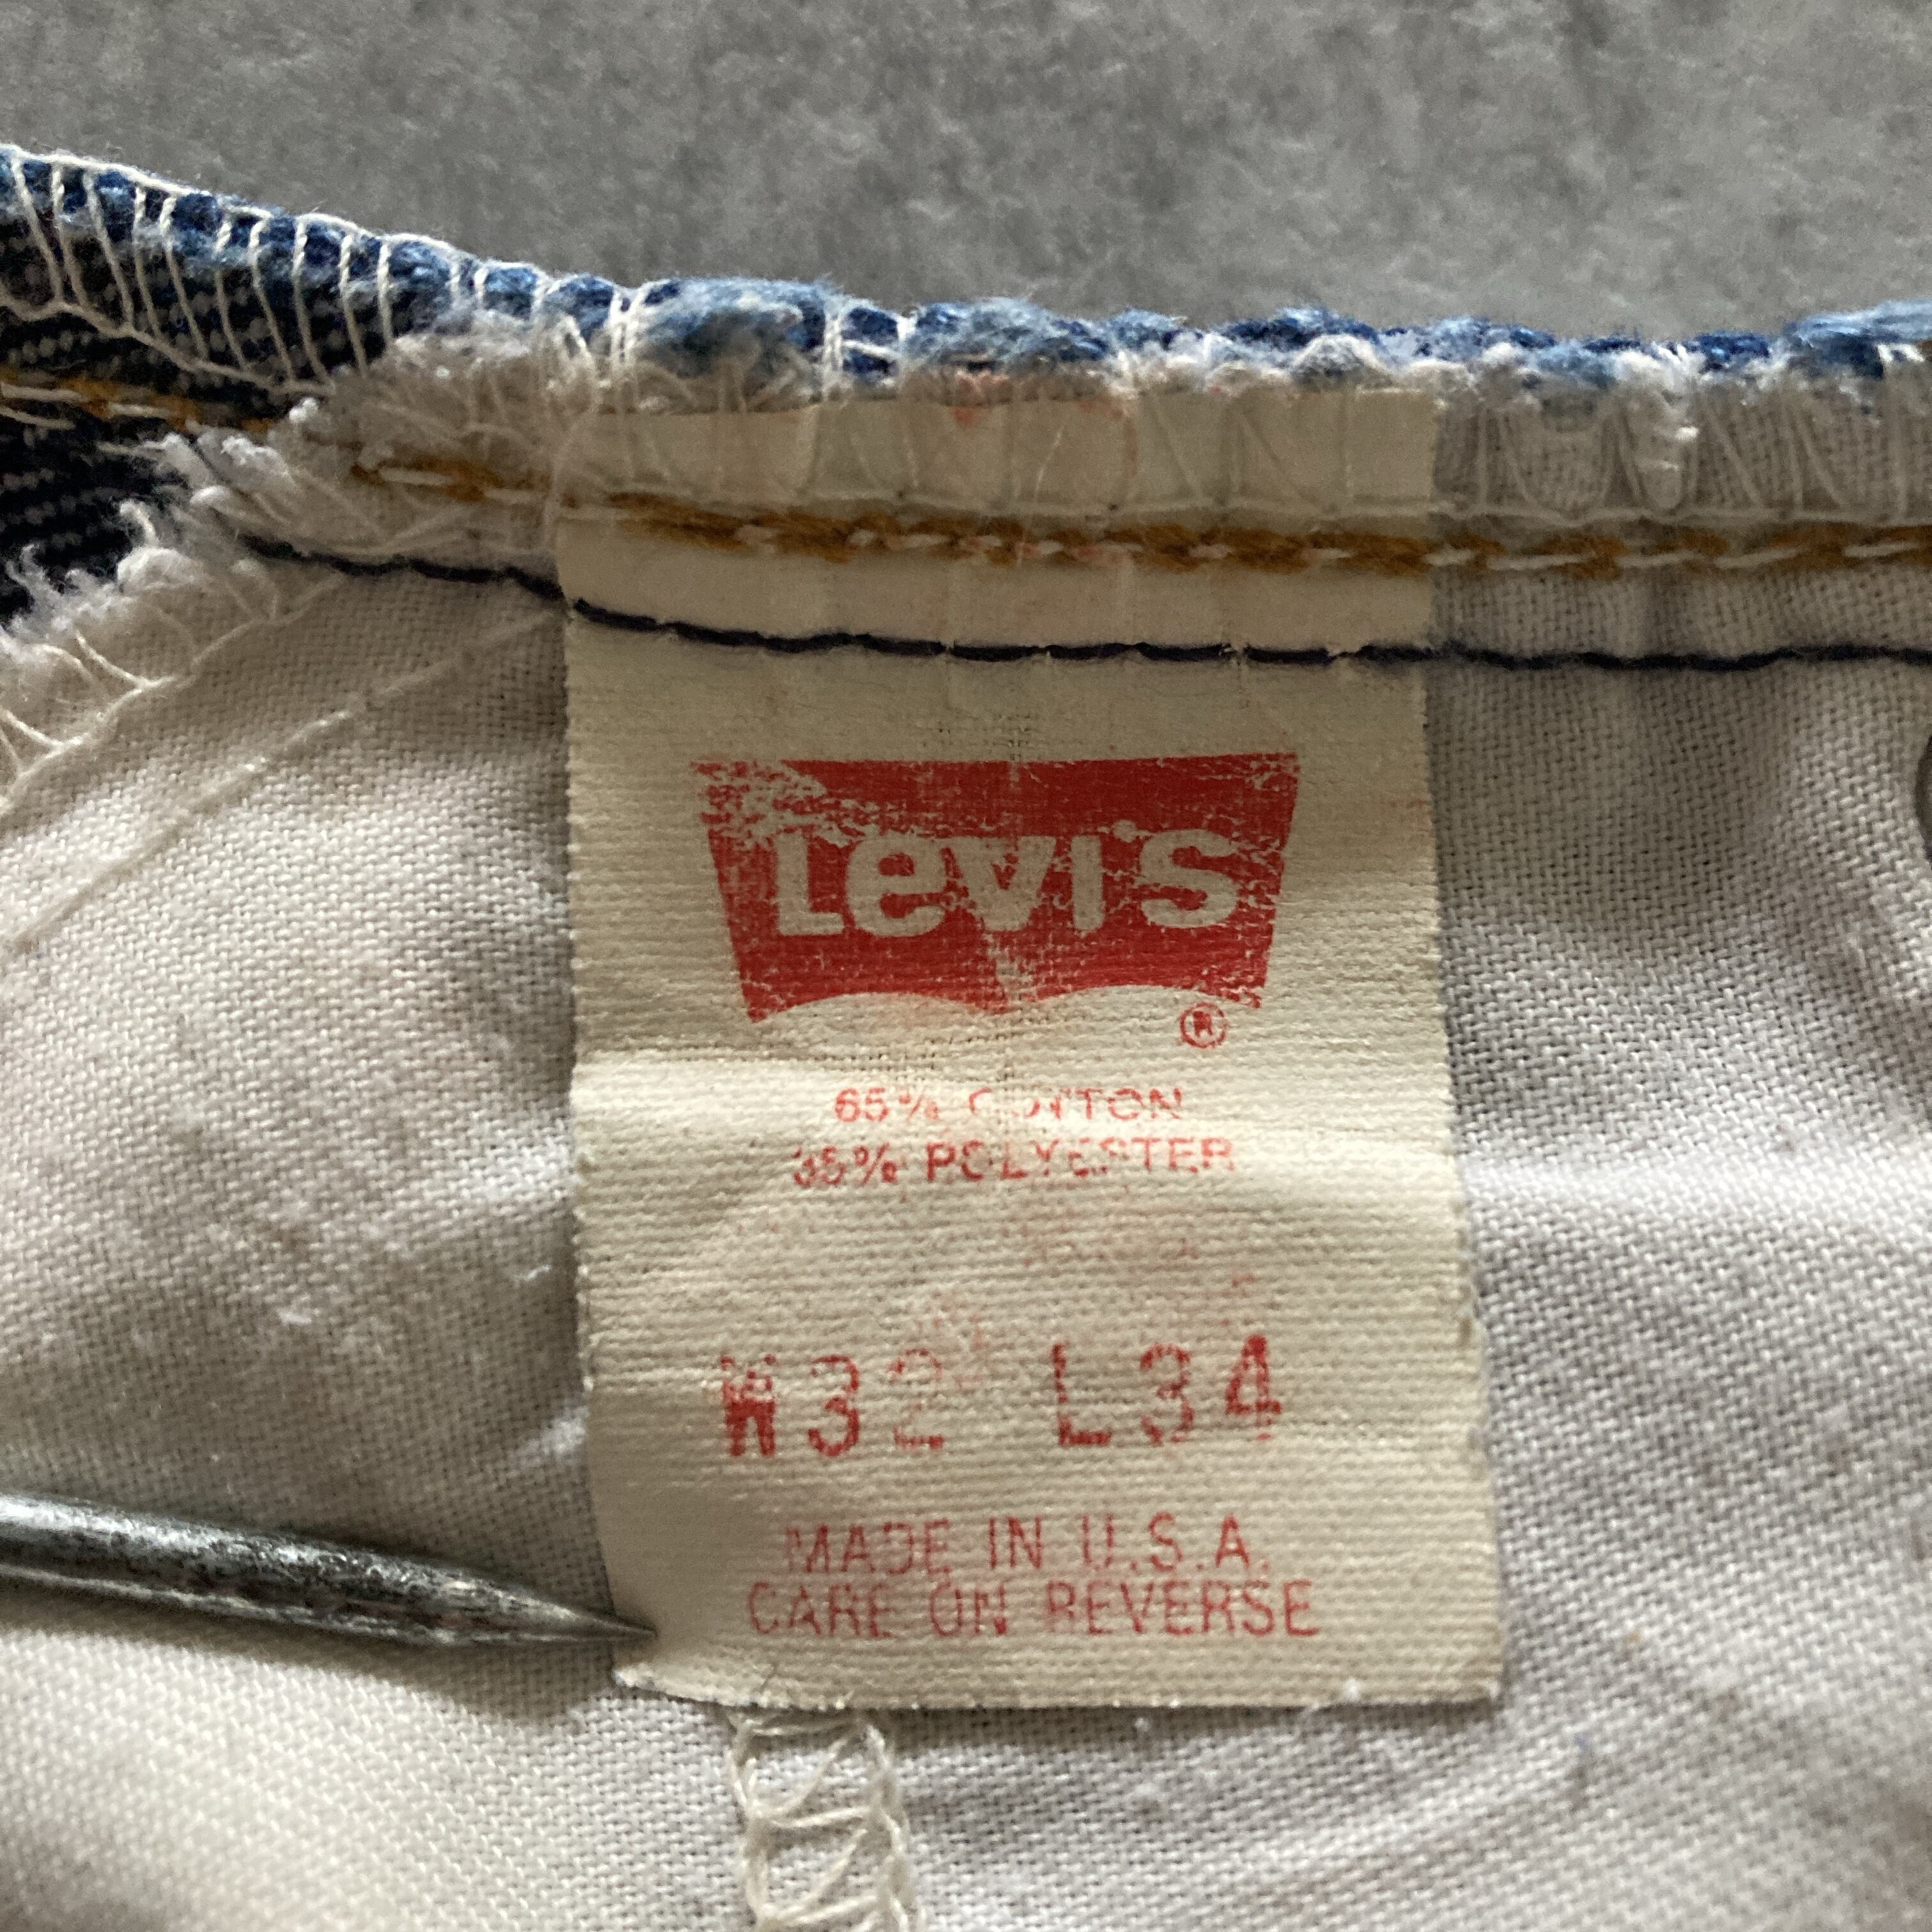 Levi's
®
65% COTTON
35% POLYESTER
W32 L34
MADE IN U.S.A.
CARE ON REVERSE